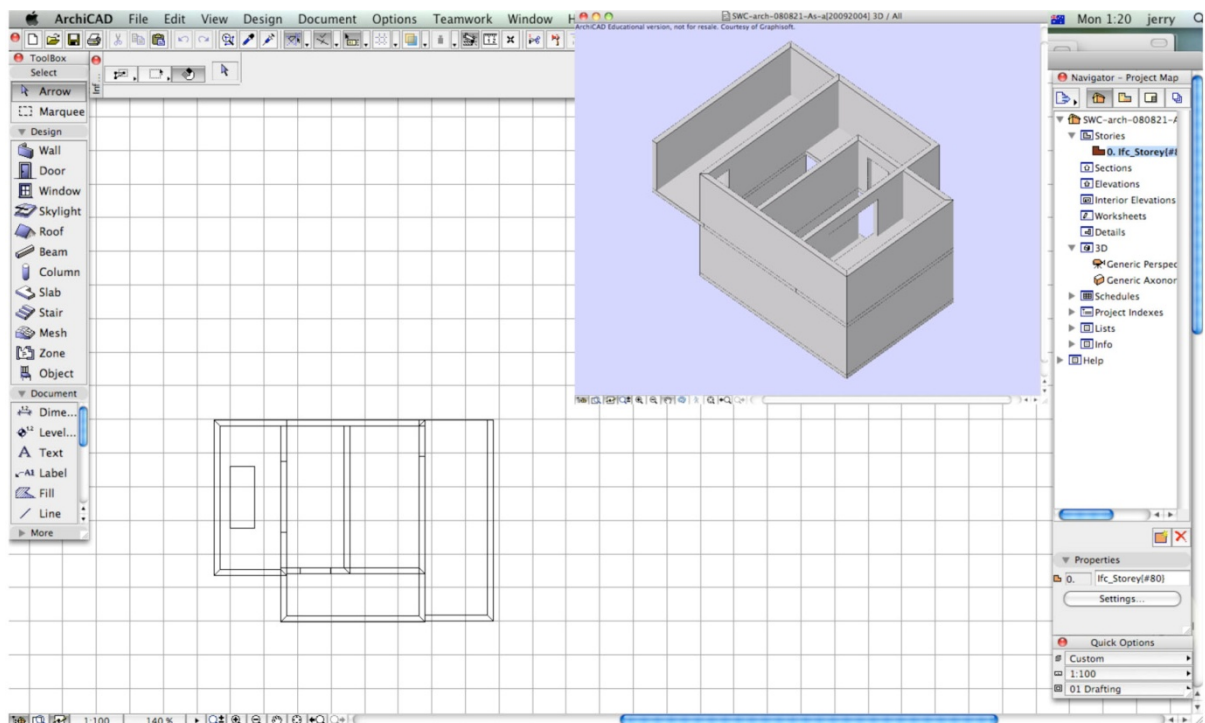 ArchiCAD File Edit View Design Document Options Teamwork Window H
SWC-arch-080821-As-a[20092004] 3D / All
Mon 1:20 jerry
ArchiCAD Educational version, not for resale. Courtesy of Graphisoft.
ToolBox
Select
Arrow
Marquee
Design
Wall
Door
Window
Skylight
Roof
Beam
Column
Slab
Stair
Mesh
Zone
Object
Document
Dime...
Level...
Text
Label
Fill
Line
More
1:100 140 %
Navigator – Project Map
SWC-arch-080821-A
Stories
0. Ifc_Storey(#8
Sections
Elevations
Interior Elevations
Worksheets
Details
3D
Generic Perspec
Generic Axonor
Schedules
Project Indexes
Lists
Info
Help
Properties
0. Ifc_Storey(#80)
Settings...
Quick Options
Custom
1:100
01 Drafting